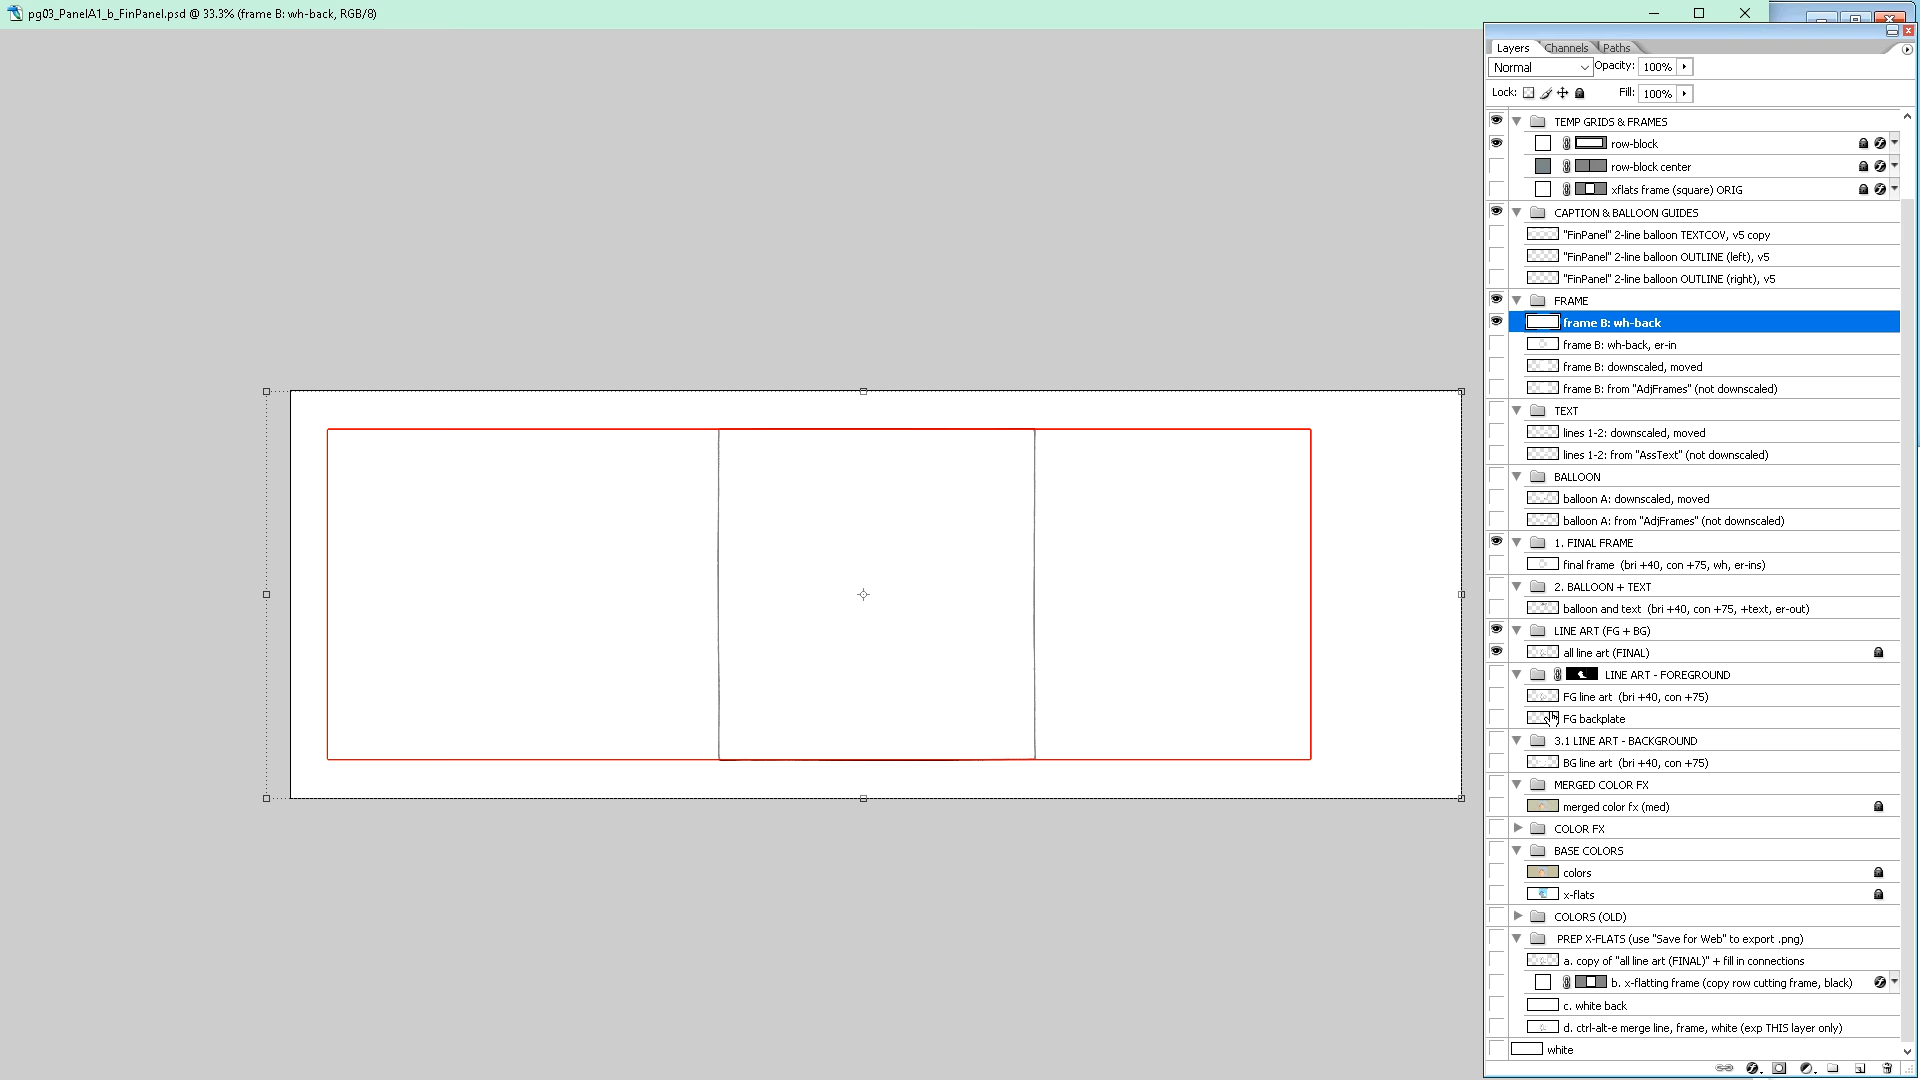 pg03_PanelA1_b_FinPanel.psd @ 33.3% (frame B: wh-back, RGB/8)
Layers Channels Paths
Normal Opacity: 100%
Lock: Fill: 100%
TEMP GRIDS & FRAMES
row-block
row-block center
xflats frame (square) ORIG
CAPTION & BALLOON GUIDES
"FinPanel" 2-line balloon TEXTCOV, v5 copy
"FinPanel" 2-line balloon OUTLINE (left), v5
"FinPanel" 2-line balloon OUTLINE (right), v5
FRAME
frame B: wh-back
frame B: wh-back, er-in
frame B: downscaled, moved
frame B: from "AdjFrames" (not downscaled)
TEXT
lines 1-2: downscaled, moved
lines 1-2: from "AssText" (not downscaled)
BALLOON
balloon A: downscaled, moved
balloon A: from "AdjFrames" (not downscaled)
1. FINAL FRAME
final frame (bri +40, con +75, wh, er-ins)
2. BALLOON + TEXT
balloon and text (bri +40, con +75, +text, er-out)
LINE ART (FG + BG)
all line art (FINAL)
LINE ART - FOREGROUND
FG line art (bri +40, con +75)
FG backplate
3.1 LINE ART - BACKGROUND
BG line art (bri +40, con +75)
MERGED COLOR FX
merged color fx (med)
COLOR FX
BASE COLORS
colors
x-flats
COLORS (OLD)
PREP X-FLATS (use "Save for Web" to export .png)
a. copy of "all line art (FINAL)" + fill in connections
b. x-flatting frame (copy row cutting frame, black)
c. white back
d. ctrl-alt-e merge line, frame, white (exp THIS layer only)
white